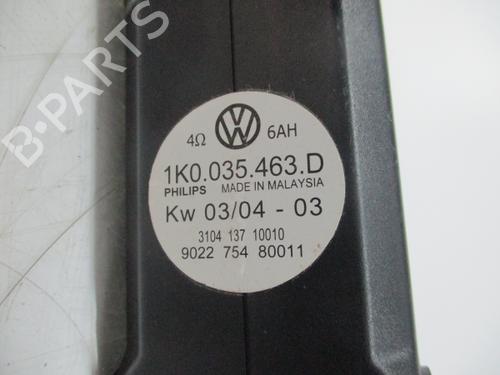 4Ω 6AH
1K0.035.463.D
PHILIPS MADE IN MALAYSIA
Kw 03/04 - 03
3104 137 10010
9022 754 80011
B-PARTS